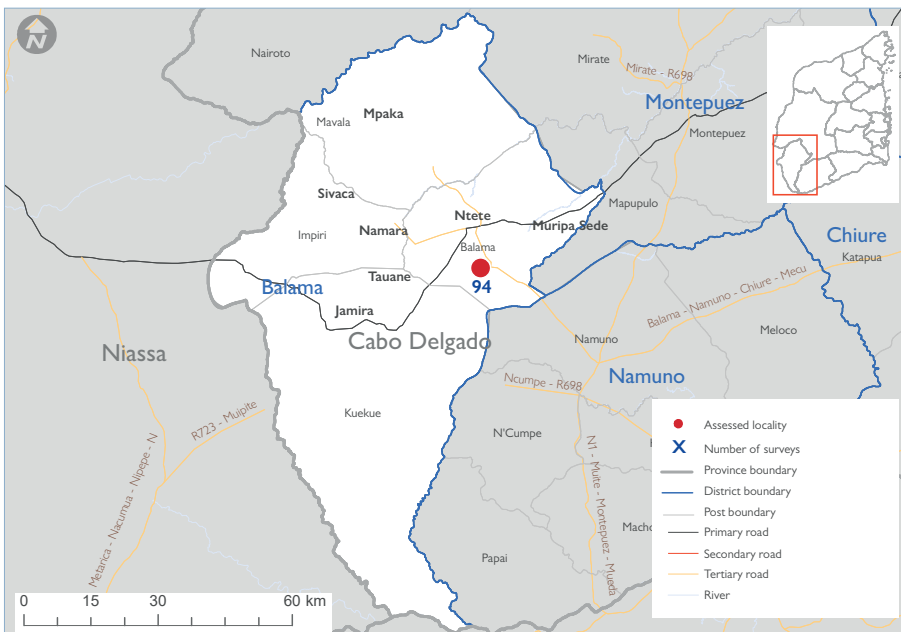 N
Nairoto
Mirate
Mirate - R698
Montepuez
Montepuez
Mavala
Mpaka
Sivaca
Mapupulo
Impiri
Namara
Ntete
Muripa Sede
Balama
Chiure
Katapua
Tauane
94
Balama
Jamira
Cabo Delgado
Niassa
Balama - Namuno - Chiure - Mecu
Meloco
Namuno
Namuno
Ncumpe - R698
Kuekue
R723 - Muipite
N'Cumpe
N1 - Muite - Montepuez - Mueda
Metarica - Nacumua - Nipepe - N
Macho
Papai
Assessed locality
X Number of surveys
Province boundary
District boundary
Post boundary
Primary road
Secondary road
Tertiary road
River
0 15 30 60 km